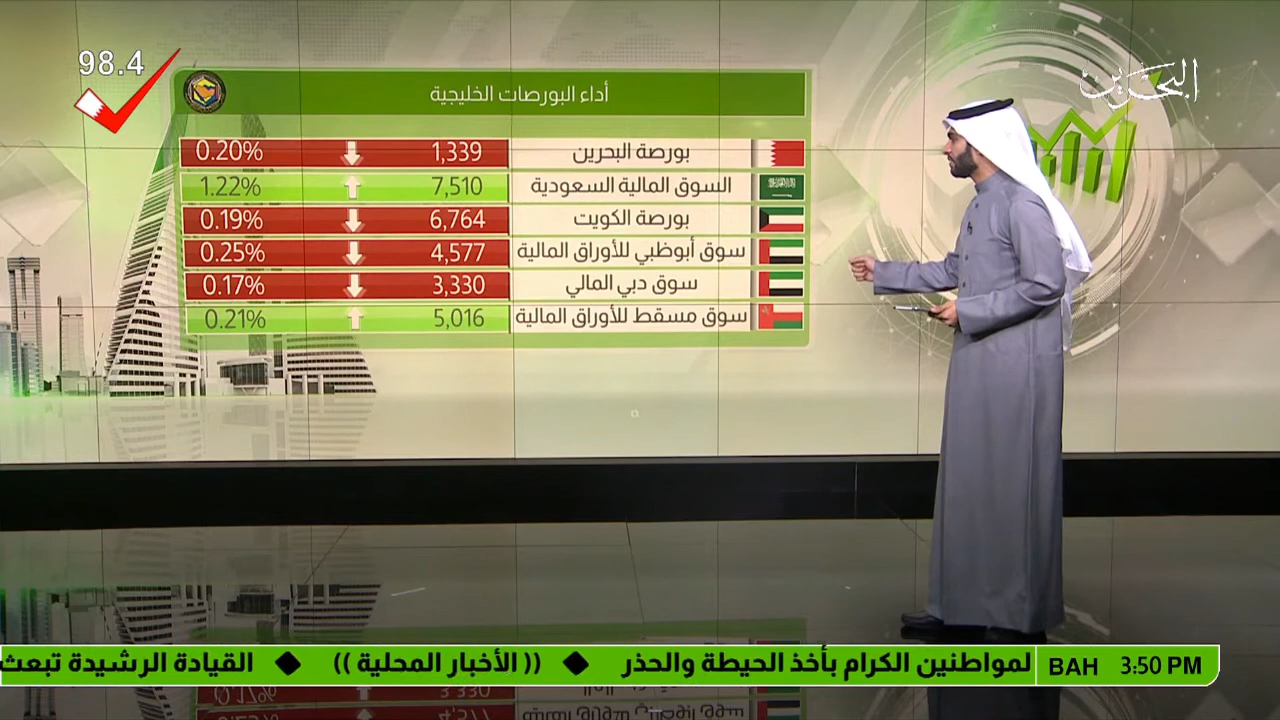 98.4
البحرين
أداء البورصات الخليجية
بورصة البحرين 1,339 0.20%
السوق المالية السعودية 7,510 1.22%
بورصة الكويت 6,764 0.19%
سوق أبوظبي للأوراق المالية 4,577 0.25%
سوق دبي المالي 3,330 0.17%
سوق مسقط للأوراق المالية 5,016 0.21%
لمواطنين الكرام بأخذ الحيطة والحذر ◆ (( الأخبار المحلية )) ◆ القيادة الرشيدة تبعث
BAH 3:50 PM